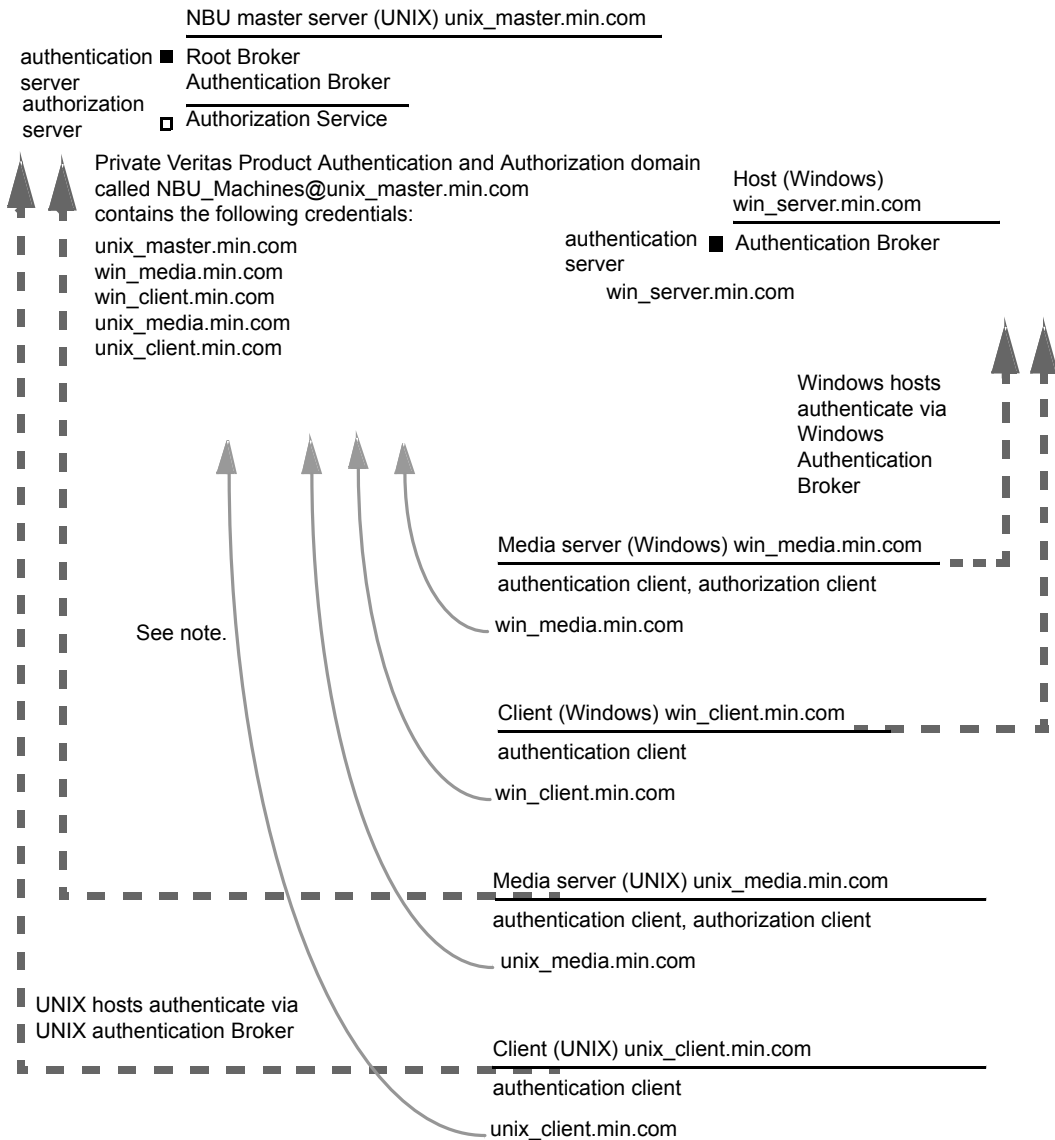 NBU master server (UNIX) unix_master.min.com
authentication
server
Root Broker
Authentication Broker
authorization
server
Authorization Service
Private Veritas Product Authentication and Authorization domain
called NBU_Machines@unix_master.min.com
contains the following credentials:
unix_master.min.com
win_media.min.com
win_client.min.com
unix_media.min.com
unix_client.min.com
Host (Windows)
win_server.min.com
authentication
server
Authentication Broker
win_server.min.com
Windows hosts
authenticate via
Windows
Authentication
Broker
Media server (Windows) win_media.min.com
authentication client, authorization client
win_media.min.com
See note.
Client (Windows) win_client.min.com
authentication client
win_client.min.com
Media server (UNIX) unix_media.min.com
authentication client, authorization client
unix_media.min.com
UNIX hosts authenticate via
UNIX authentication Broker
Client (UNIX) unix_client.min.com
authentication client
unix_client.min.com